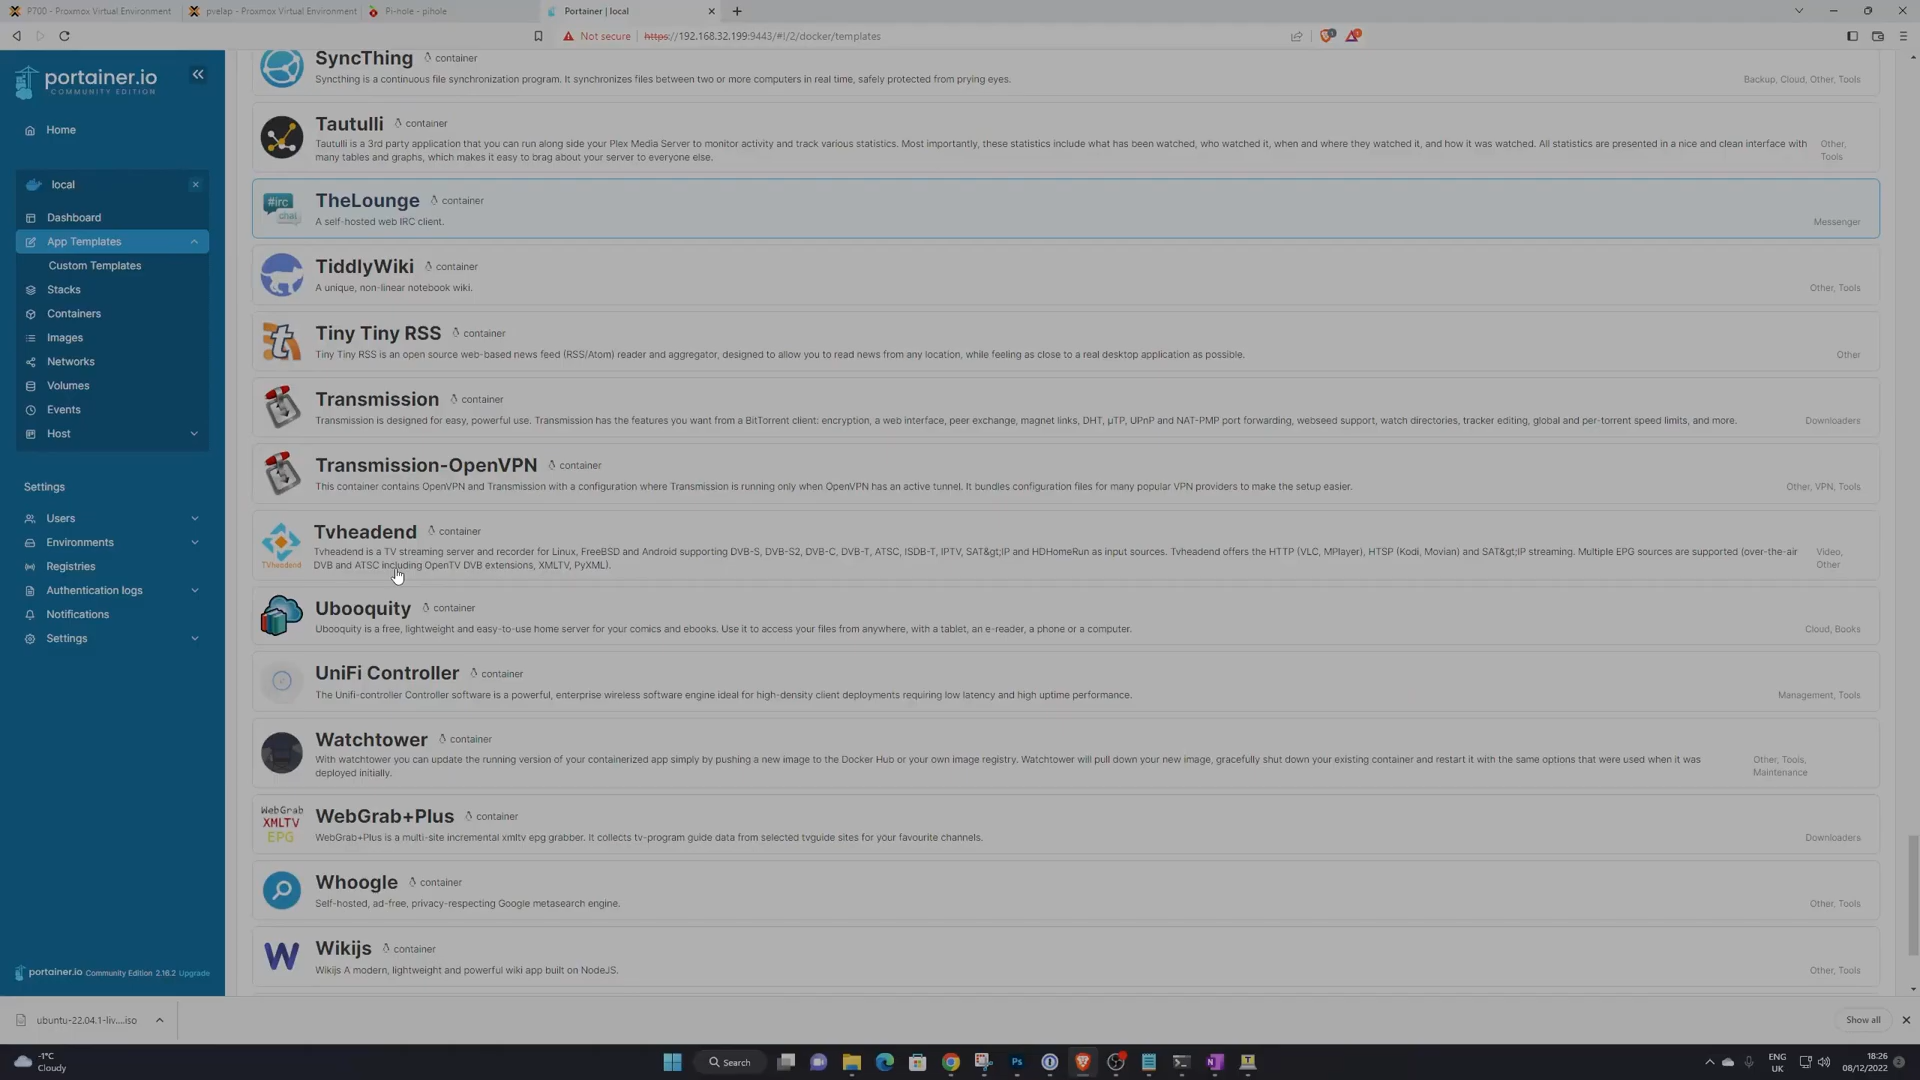 P700 - Proxmox Virtual Environment
pvelap - Proxmox Virtual Environment
Pi-hole - pihole
Portainer | local
Not secure
https://192.168.32.199:9443/#!/2/docker/templates
portainer.io
COMMUNITY EDITION
Home
local
Dashboard
App Templates
Custom Templates
Stacks
Containers
Images
Networks
Volumes
Events
Host
Settings
Users
Environments
Registries
Authentication logs
Notifications
Settings
portainer.io Community Edition 2.16.2 Upgrade
SyncThing container
Syncthing is a continuous file synchronization program. It synchronizes files between two or more computers in real time, safely protected from prying eyes.
Backup, Cloud, Other, Tools
Tautulli container
Tautulli is a 3rd party application that you can run along side your Plex Media Server to monitor activity and track various statistics. Most importantly, these statistics include what has been watched, who watched it, when and where they watched it, and how it was watched. All statistics are presented in a nice and clean interface with
many tables and graphs, which makes it easy to brag about your server to everyone else.
Other,
Tools
#irc
chat
TheLounge container
A self-hosted web IRC client.
Messenger
TiddlyWiki container
A unique, non-linear notebook wiki.
Other, Tools
Tiny Tiny RSS container
Tiny Tiny RSS is an open source web-based news feed (RSS/Atom) reader and aggregator, designed to allow you to read news from any location, while feeling as close to a real desktop application as possible.
Other
Transmission container
Transmission is designed for easy, powerful use. Transmission has the features you want from a BitTorrent client: encryption, a web interface, peer exchange, magnet links, DHT, µTP, UPnP and NAT-PMP port forwarding, webseed support, watch directories, tracker editing, global and per-torrent speed limits, and more.
Downloaders
Transmission-OpenVPN container
This container contains OpenVPN and Transmission with a configuration where Transmission is running only when OpenVPN has an active tunnel. It bundles configuration files for many popular VPN providers to make the setup easier.
Other, VPN, Tools
TVheadend
Tvheadend container
Tvheadend is a TV streaming server and recorder for Linux, FreeBSD and Android supporting DVB-S, DVB-S2, DVB-C, DVB-T, ATSC, ISDB-T, IPTV, SAT&gt;IP and HDHomeRun as input sources. Tvheadend offers the HTTP (VLC, MPlayer), HTSP (Kodi, Movian) and SAT&gt;IP streaming. Multiple EPG sources are supported (over-the-air
DVB and ATSC including OpenTV DVB extensions, XMLTV, PyXML).
Video,
Other
Ubooquity container
Ubooquity is a free, lightweight and easy-to-use home server for your comics and ebooks. Use it to access your files from anywhere, with a tablet, an e-reader, a phone or a computer.
Cloud, Books
UniFi Controller container
The Unifi-controller Controller software is a powerful, enterprise wireless software engine ideal for high-density client deployments requiring low latency and high uptime performance.
Management, Tools
Watchtower container
With watchtower you can update the running version of your containerized app simply by pushing a new image to the Docker Hub or your own image registry. Watchtower will pull down your new image, gracefully shut down your existing container and restart it with the same options that were used when it was
deployed initially.
Other, Tools,
Maintenance
WebGrab
XMLTV
EPG
WebGrab+Plus container
WebGrab+Plus is a multi-site incremental xmltv epg grabber. It collects tv-program guide data from selected tvguide sites for your favourite channels.
Downloaders
Whoogle container
Self-hosted, ad-free, privacy-respecting Google metasearch engine.
Other, Tools
Wikijs container
Wikijs A modern, lightweight and powerful wiki app built on NodeJS.
Other, Tools
ubuntu-22.04.1-liv....iso
Show all
-1°C
Cloudy
Search
Ps
ENG
UK
18:26
08/12/2022